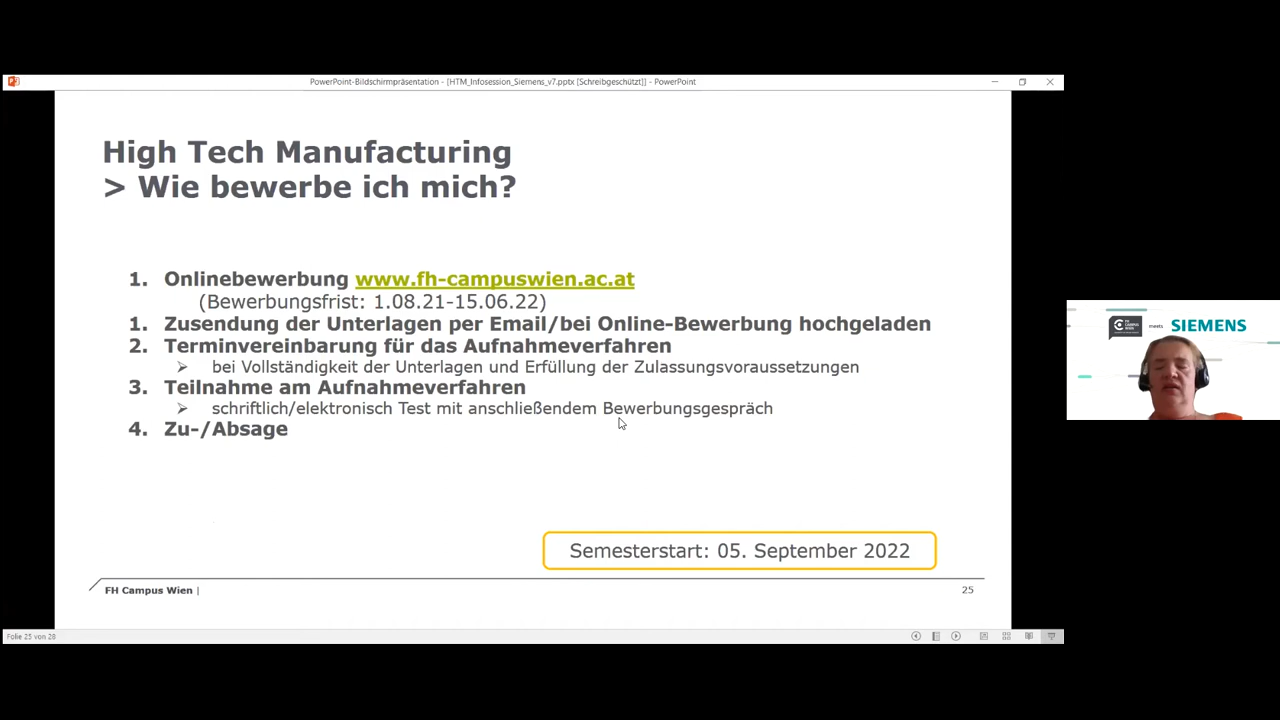 PowerPoint-Bildschirmpräsentation - [HTM_Infosession_Siemens_v7.pptx [Schreibgeschützt]] - PowerPoint
High Tech Manufacturing
> Wie bewerbe ich mich?
1. Onlinebewerbung www.fh-campuswien.ac.at
(Bewerbungsfrist: 1.08.21-15.06.22)
1. Zusendung der Unterlagen per Email/bei Online-Bewerbung hochgeladen
2. Terminvereinbarung für das Aufnahmeverfahren
bei Vollständigkeit der Unterlagen und Erfüllung der Zulassungsvoraussetzungen
3. Teilnahme am Aufnahmeverfahren
schriftlich/elektronisch Test mit anschließendem Bewerbungsgespräch
4. Zu-/Absage
Semesterstart: 05. September 2022
FH Campus Wien |
25
Folie 25 von 28
FH CAMPUS WIEN
meets
SIEMENS